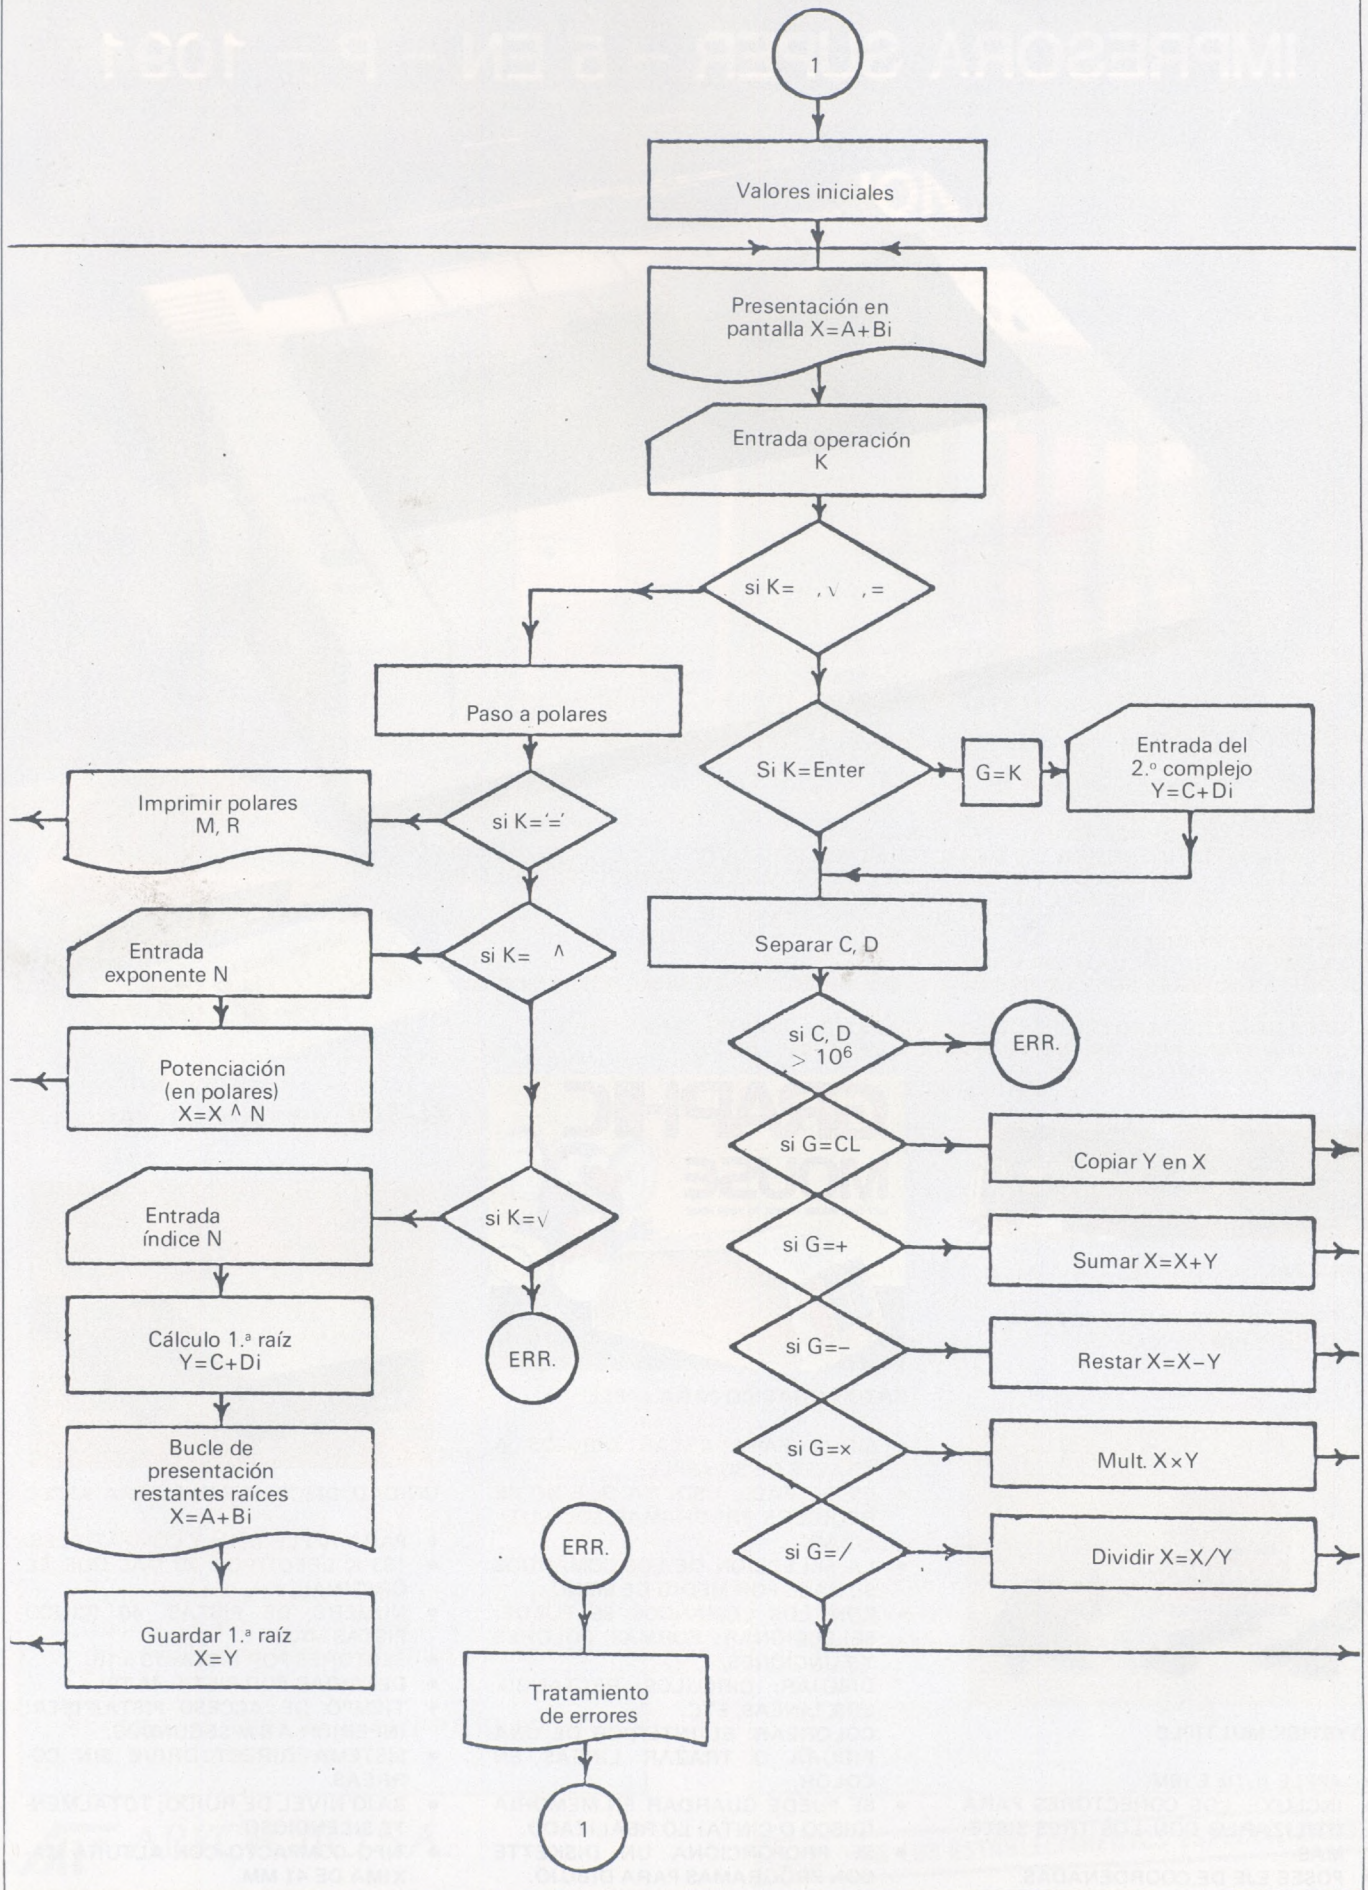 1
Valores iniciales
Presentación en
pantalla X=A+Bi
Entrada operación
K
si K= , √ , =
Paso a polares
Si K=Enter
G=K
Entrada del
2.º complejo
Y=C+Di
Imprimir polares
M, R
si K='='
Entrada
exponente N
si K= ^
Separar C, D
Potenciación
(en polares)
X=X ^ N
si C, D
> 10⁶
ERR.
si G=CL
Copiar Y en X
Entrada
índice N
si K=√
si G=+
Sumar X=X+Y
Cálculo 1.ª raíz
Y=C+Di
ERR.
si G=−
Restar X=X−Y
Bucle de
presentación
restantes raíces
X=A+Bi
si G=×
Mult. X×Y
ERR.
si G=/
Dividir X=X/Y
Guardar 1.ª raíz
X=Y
Tratamiento
de errores
1